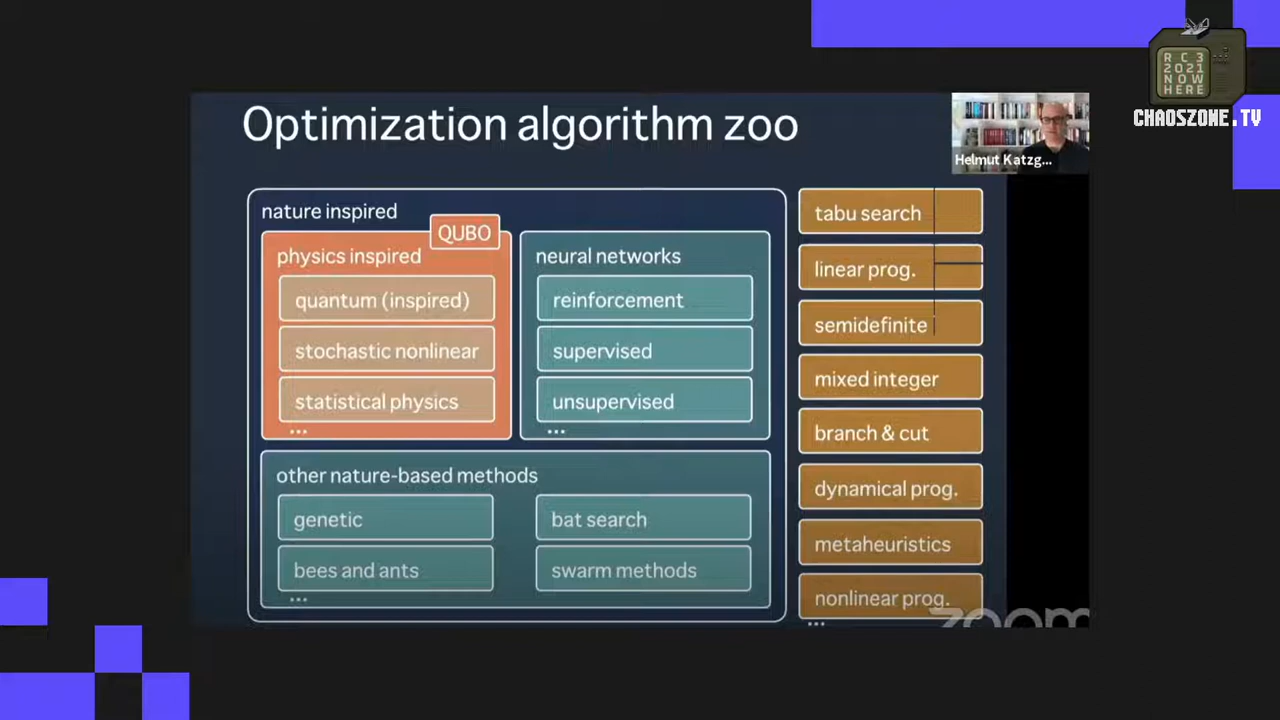 Optimization algorithm zoo
RC3
2021
NOW
HERE
CHAOSZONE.TV
Helmut Katzg...
nature inspired
QUBO
physics inspired
quantum (inspired)
stochastic nonlinear
statistical physics
...
neural networks
reinforcement
supervised
unsupervised
...
other nature-based methods
genetic
bat search
bees and ants
swarm methods
...
tabu search
linear prog.
semidefinite
mixed integer
branch & cut
dynamical prog.
metaheuristics
nonlinear prog.
...
zoom